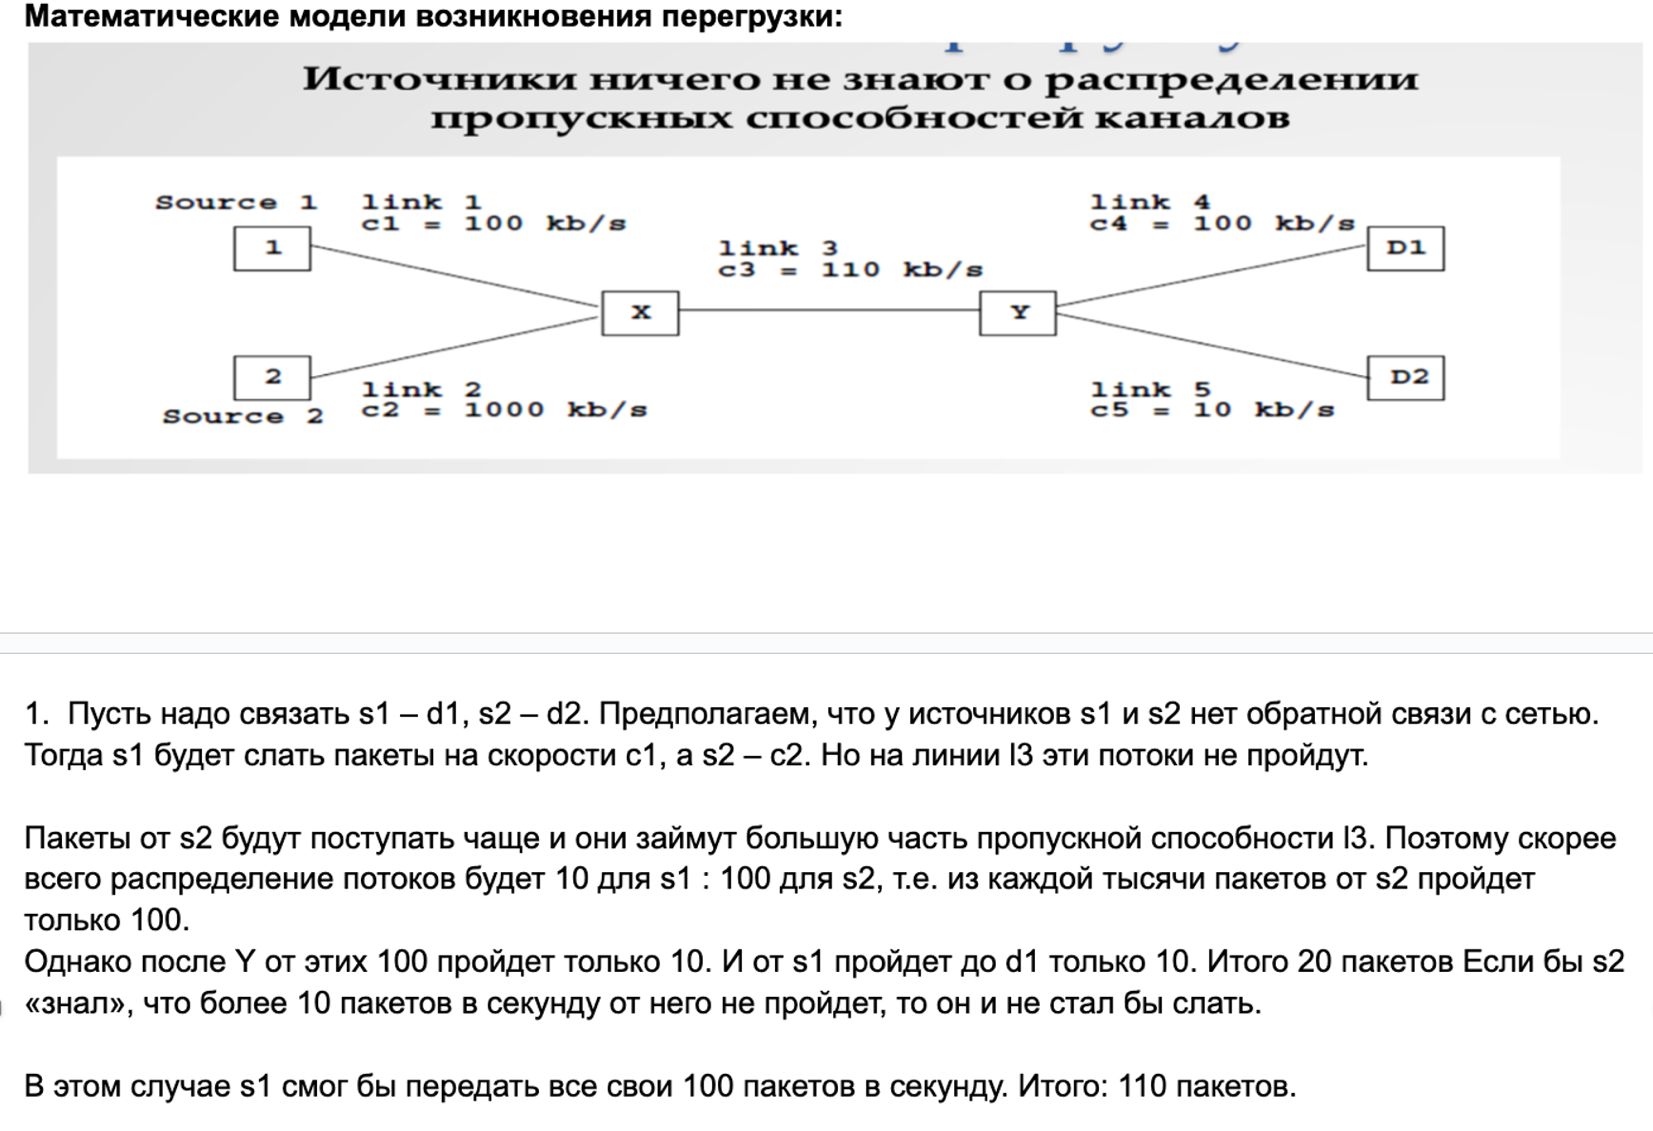 Математические модели возникновения перегрузки:
Источники ничего не знают о распределении
пропускных способностей каналов
Source 1
link 1
c1 = 100 kb/s
1
link 3
c3 = 110 kb/s
link 4
c4 = 100 kb/s
D1
X
Y
2
Source 2
link 2
c2 = 1000 kb/s
link 5
c5 = 10 kb/s
D2
1. Пусть надо связать s1 – d1, s2 – d2. Предполагаем, что у источников s1 и s2 нет обратной связи с сетью.
Тогда s1 будет слать пакеты на скорости c1, а s2 – c2. Но на линии l3 эти потоки не пройдут.
Пакеты от s2 будут поступать чаще и они займут большую часть пропускной способности l3. Поэтому скорее
всего распределение потоков будет 10 для s1 : 100 для s2, т.е. из каждой тысячи пакетов от s2 пройдет
только 100.
Однако после Y от этих 100 пройдет только 10. И от s1 пройдет до d1 только 10. Итого 20 пакетов Если бы s2
«знал», что более 10 пакетов в секунду от него не пройдет, то он и не стал бы слать.
В этом случае s1 смог бы передать все свои 100 пакетов в секунду. Итого: 110 пакетов.